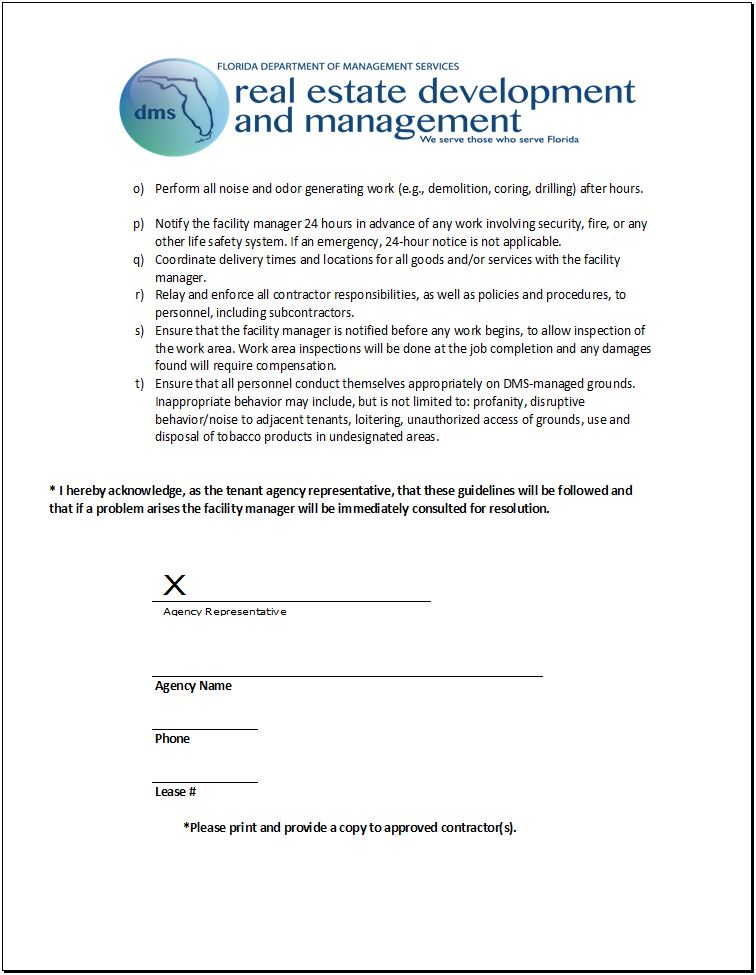 FLORIDA DEPARTMENT OF MANAGEMENT SERVICES
dms
real estate development
and management
We serve those who serve Florida
o) Perform all noise and odor generating work (e.g., demolition, coring, drilling) after hours.
p) Notify the facility manager 24 hours in advance of any work involving security, fire, or any
other life safety system. If an emergency, 24-hour notice is not applicable.
q) Coordinate delivery times and locations for all goods and/or services with the facility
manager.
r) Relay and enforce all contractor responsibilities, as well as policies and procedures, to
personnel, including subcontractors.
s) Ensure that the facility manager is notified before any work begins, to allow inspection of
the work area. Work area inspections will be done at the job completion and any damages
found will require compensation.
t) Ensure that all personnel conduct themselves appropriately on DMS-managed grounds.
Inappropriate behavior may include, but is not limited to: profanity, disruptive
behavior/noise to adjacent tenants, loitering, unauthorized access of grounds, use and
disposal of tobacco products in undesignated areas.
* I hereby acknowledge, as the tenant agency representative, that these guidelines will be followed and
that if a problem arises the facility manager will be immediately consulted for resolution.
X
Agency Representative
Agency Name
Phone
Lease #
*Please print and provide a copy to approved contractor(s).